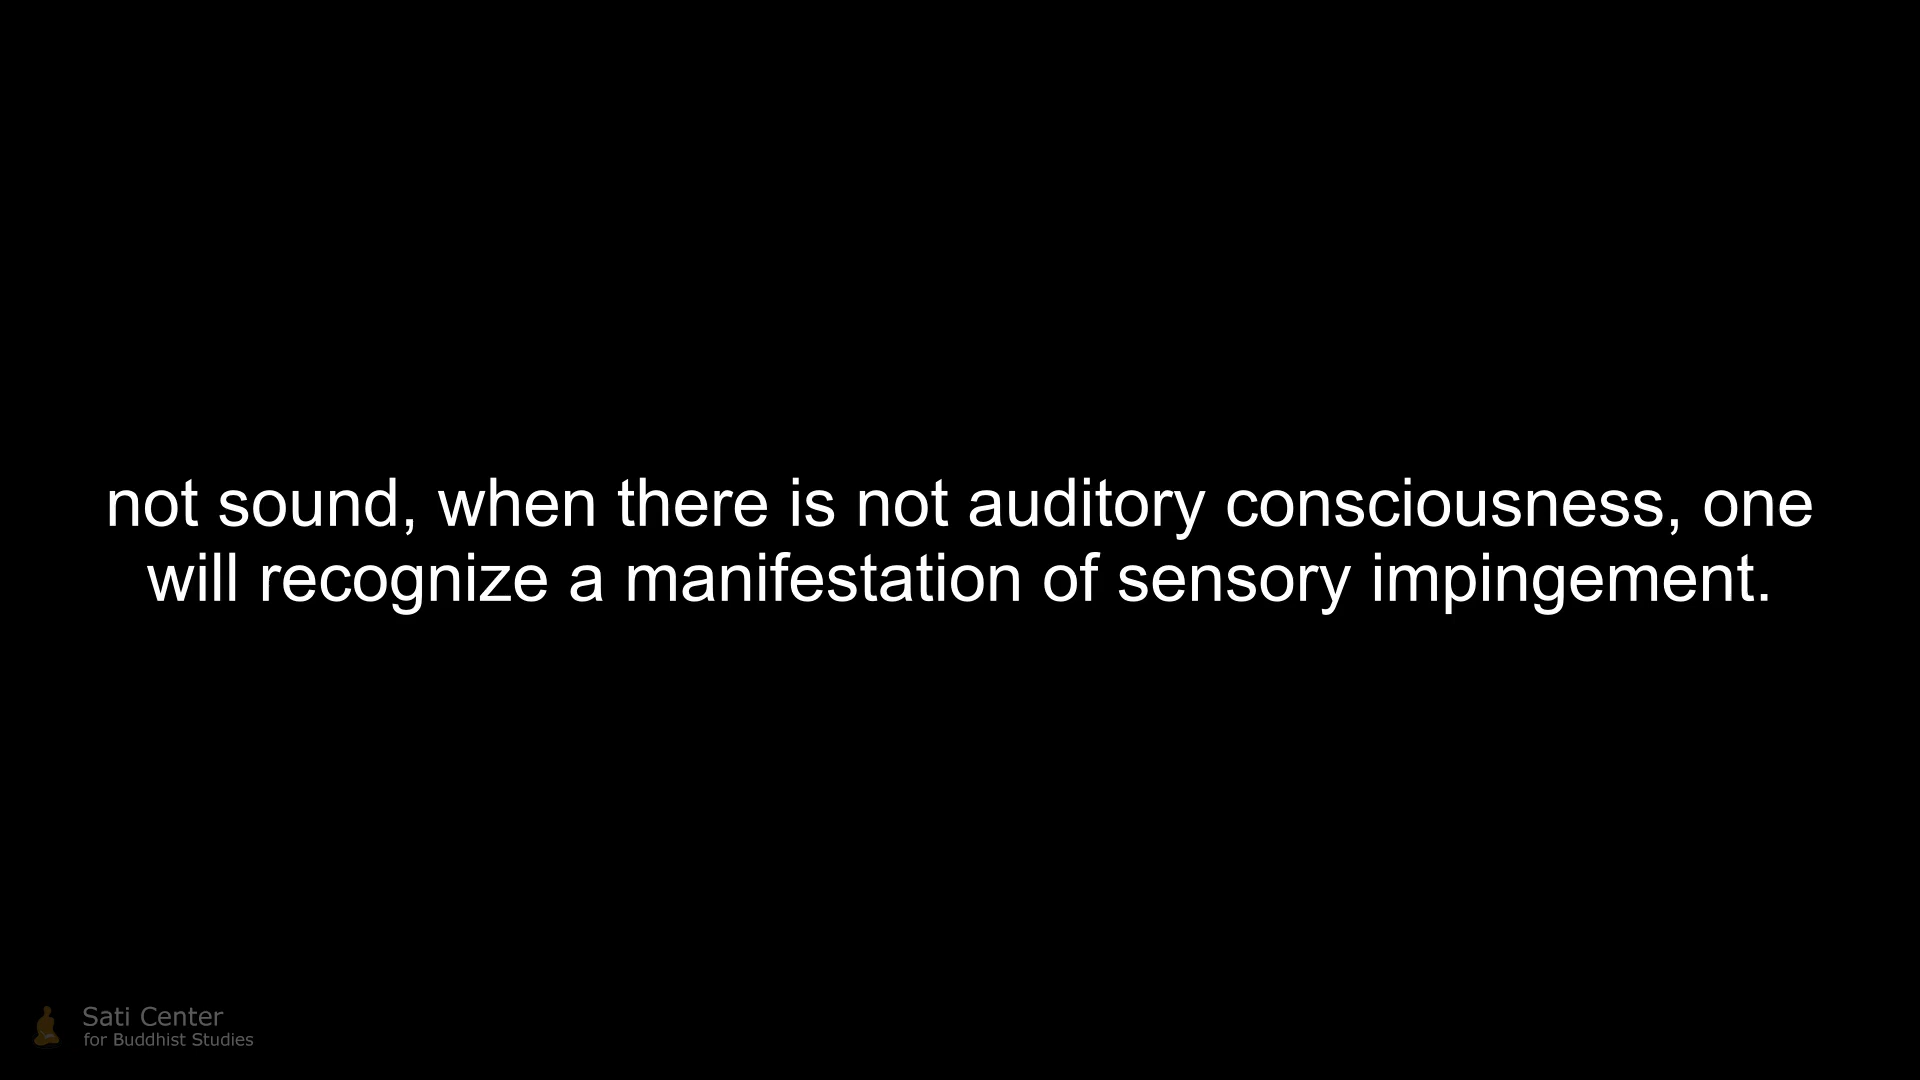 not sound, when there is not auditory consciousness, one
will recognize a manifestation of sensory impingement.
Sati Center
for Buddhist Studies